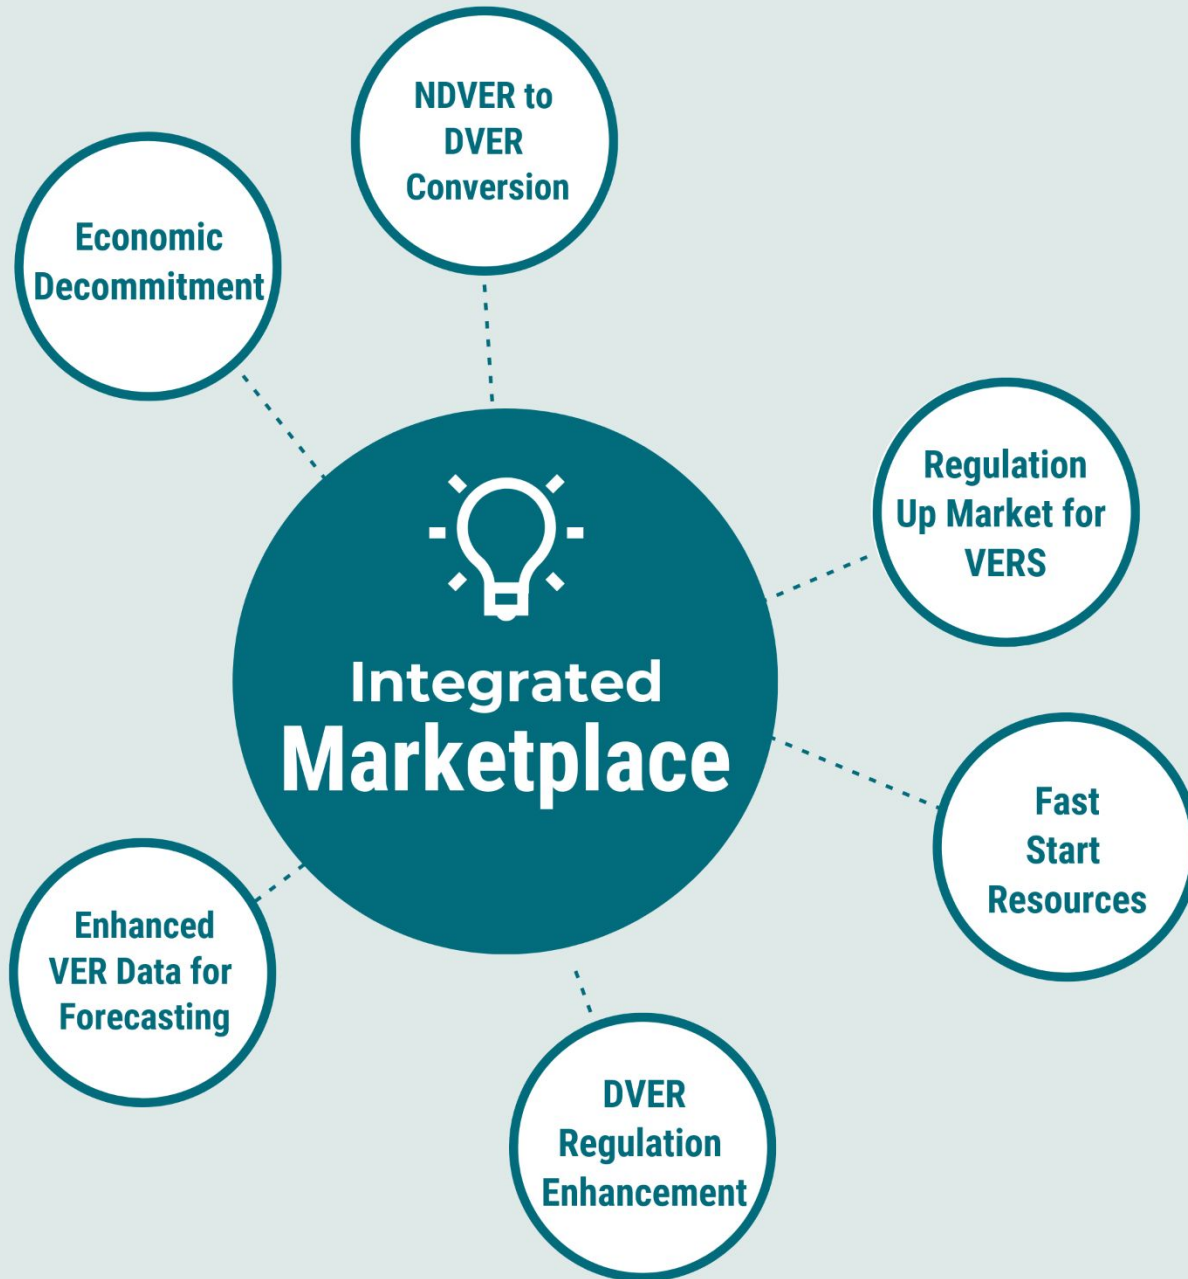 NDVER to
DVER
Conversion
Economic
Decommitment
Regulation
Up Market for
VERS
Integrated
Marketplace
Fast
Start
Resources
Enhanced
VER Data for
Forecasting
DVER
Regulation
Enhancement